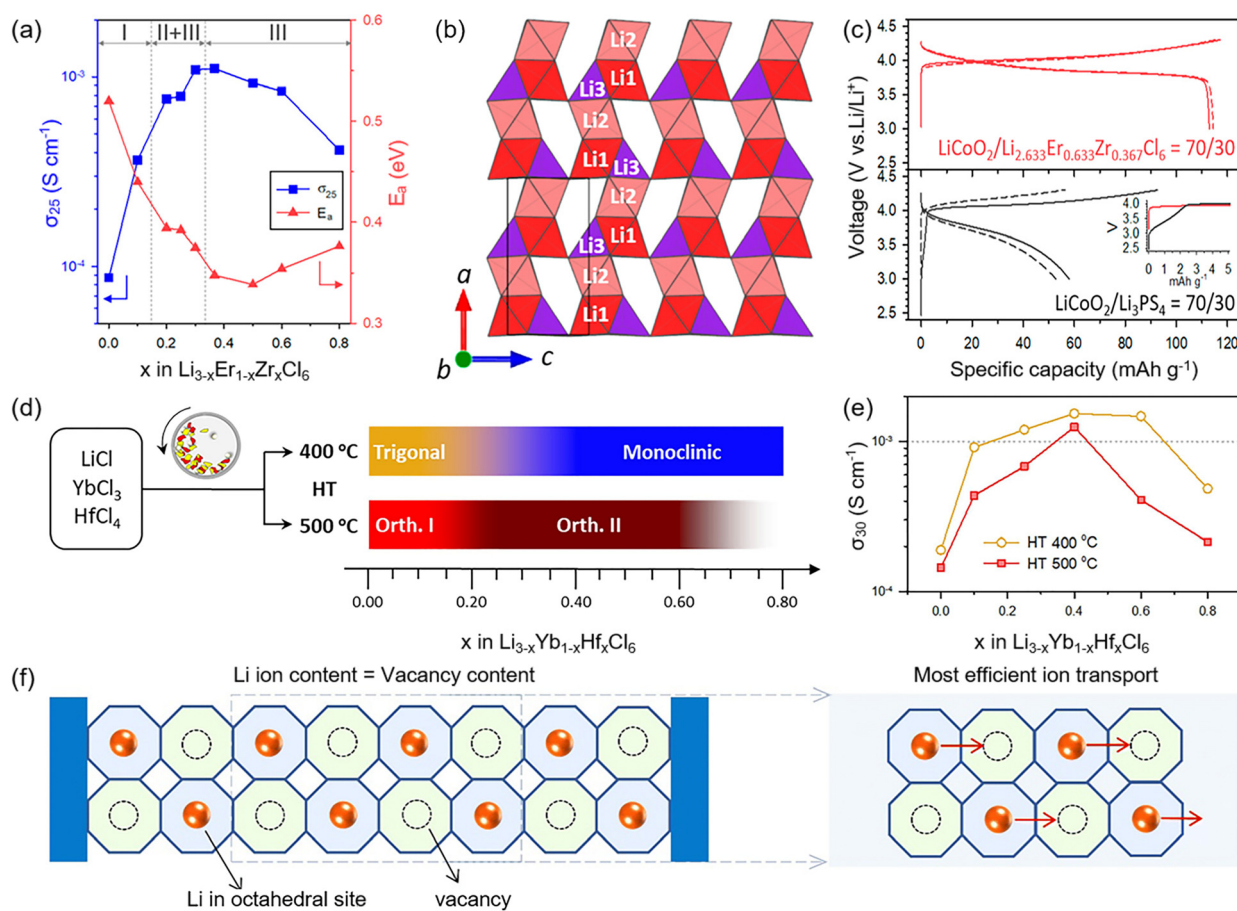 (a)
I
II+III
III
0.6
0.5
0.4
0.3
10⁻³
10⁻⁴
σ₂₅ (S cm⁻¹)
Eₐ (eV)
σ₂₅
Eₐ
0.0 0.2 0.4 0.6 0.8
x in Li₃₋ₓEr₁₋ₓZrₓCl₆
(b)
Li2
Li1
Li3
Li2
Li1
Li3
Li2
Li1
Li3
Li2
Li1
a
b
c
(c)
4.5
4.0
3.5
3.0
2.5
LiCoO₂/Li₂.₆₃₃Er₀.₆₃₃Zr₀.₃₆₇Cl₆ = 70/30
4.5
4.0
3.5
3.0
2.5
Voltage (V vs.Li/Li⁺)
V
4.0
3.5
3.0
2.5
0 1 2 3 4 5
mAh g⁻¹
LiCoO₂/Li₃PS₄ = 70/30
0 20 40 60 80 100 120
Specific capacity (mAh g⁻¹)
(d)
LiCl
YbCl₃
HfCl₄
400 ºC
HT
500 ºC
Trigonal
Monoclinic
Orth. I
Orth. II
0.00 0.20 0.40 0.60 0.80
x in Li₃₋ₓYb₁₋ₓHfₓCl₆
(e)
10⁻³
10⁻⁴
σ₃₀ (S cm⁻¹)
HT 400 ºC
HT 500 ºC
0.0 0.2 0.4 0.6 0.8
x in Li₃₋ₓYb₁₋ₓHfₓCl₆
(f)
Li ion content = Vacancy content
Most efficient ion transport
Li in octahedral site
vacancy